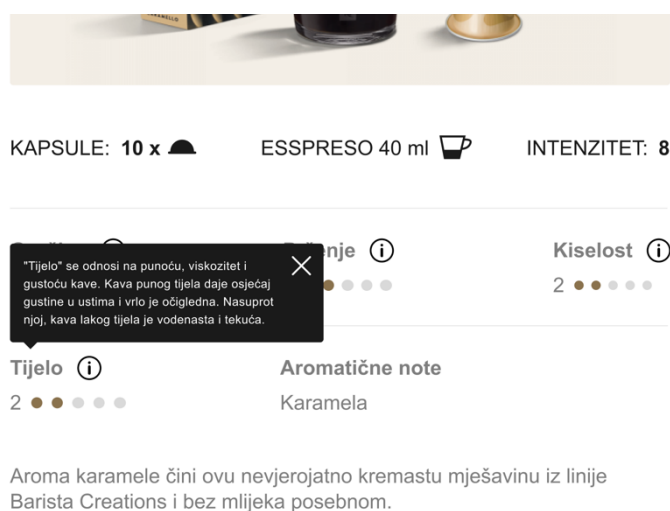 KAPSULE: 10 x
ESSPRESO 40 ml
INTENZITET: 8
Kiselost
2
"Tijelo" se odnosi na punoću, viskozitet i
gustoću kave. Kava punog tijela daje osjećaj
gustine u ustima i vrlo je očigledna. Nasuprot
njoj, kava lakog tijela je vodenasta i tekuća.
Tijelo
2
Aromatične note
Karamela
Aroma karamele čini ovu nevjerojatno kremastu mješavinu iz linije
Barista Creations i bez mlijeka posebnom.